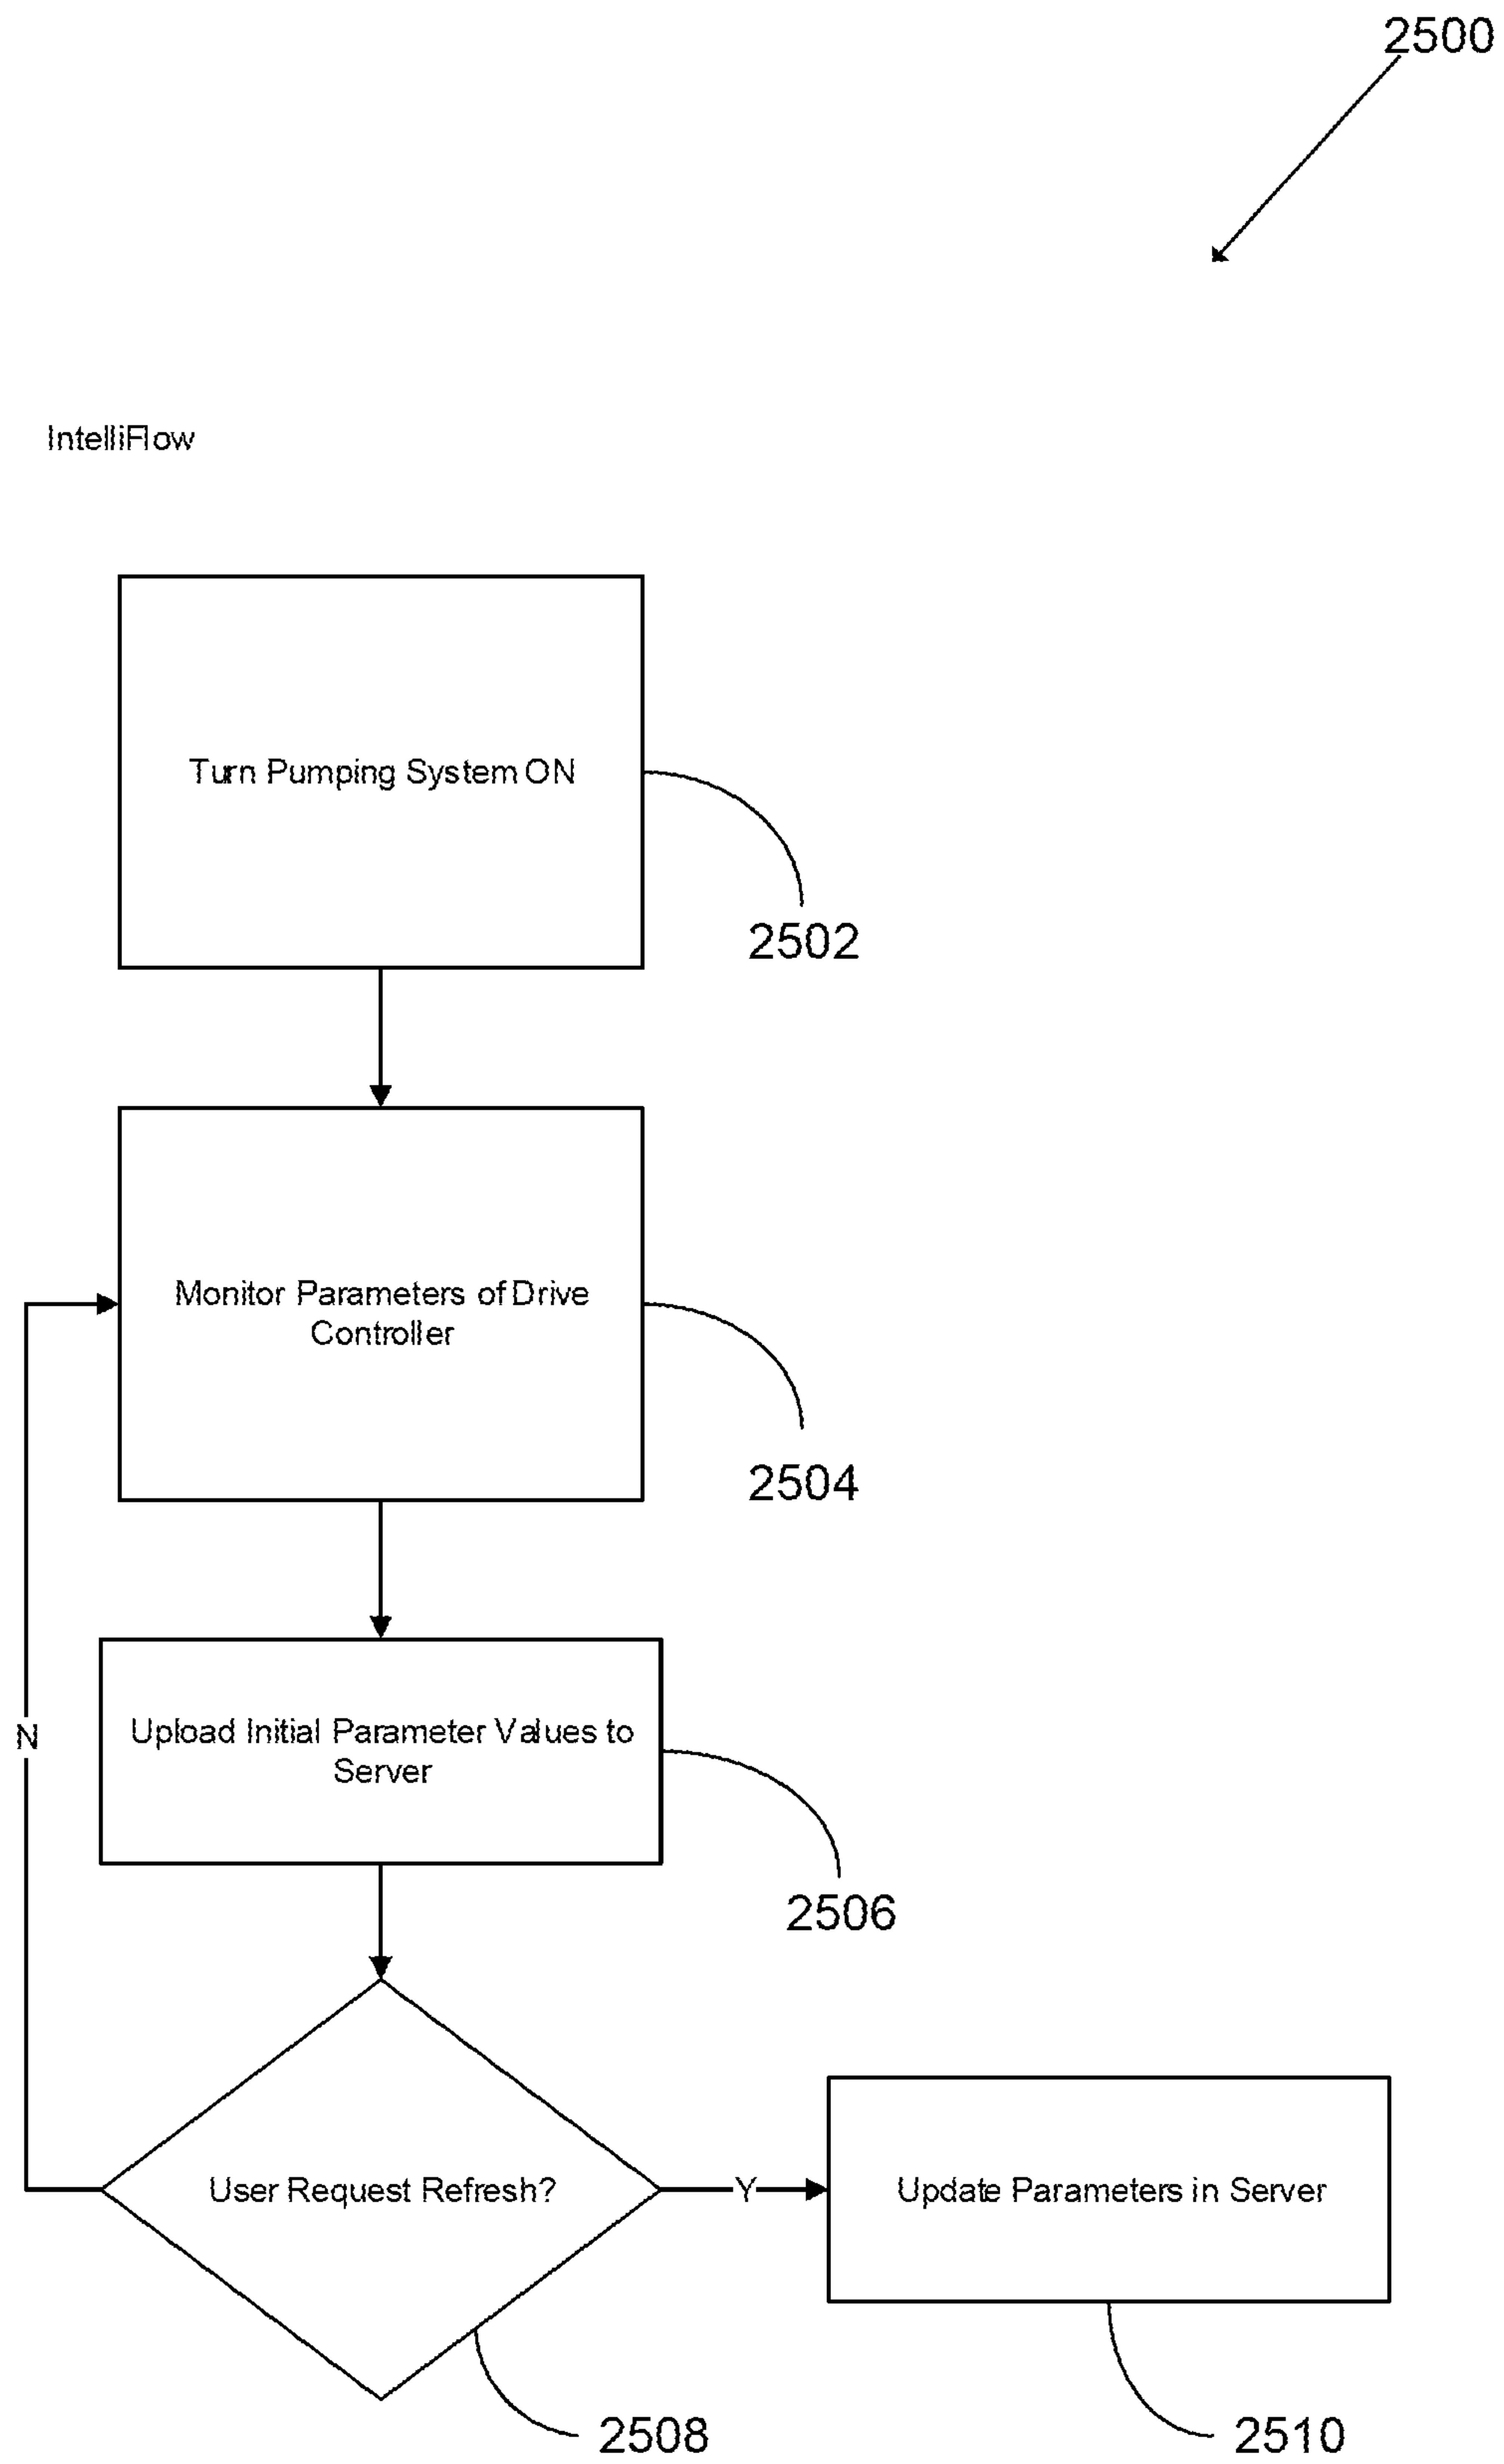 2500
IntelliFlow
Turn Pumping System ON
2502
Monitor Parameters of Drive
Controller
2504
Upload Initial Parameter Values to
Server
N
2506
User Request Refresh?
Y
Update Parameters in Server
2508
2510